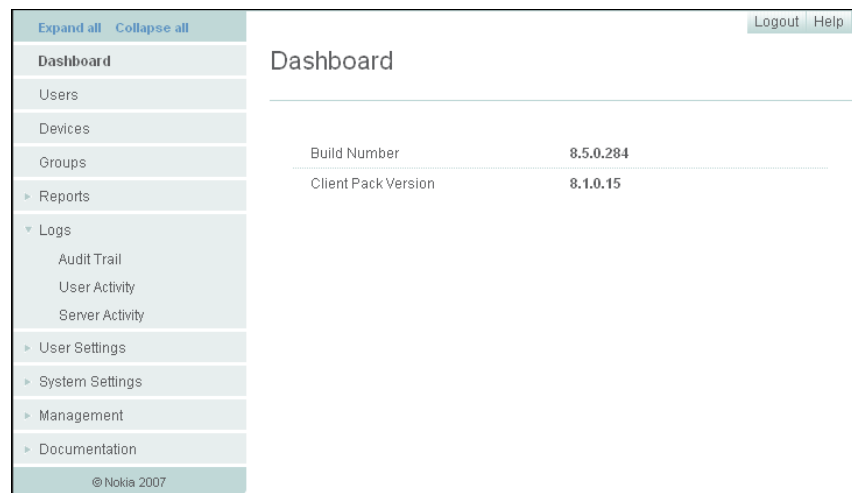 Expand all Collapse all
Logout Help
Dashboard
Users
Devices
Groups
Reports
Logs
Audit Trail
User Activity
Server Activity
User Settings
System Settings
Management
Documentation
© Nokia 2007
Dashboard
Build Number 8.5.0.284
Client Pack Version 8.1.0.15